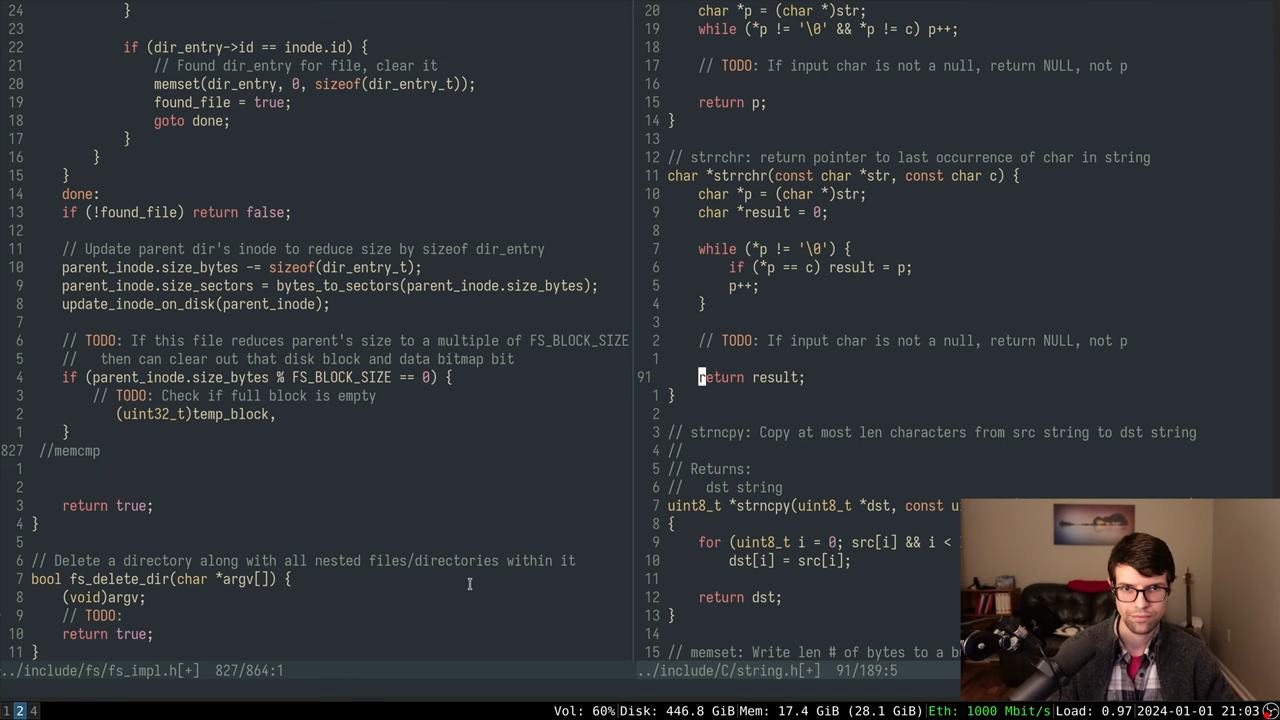 24             }
23
22             if (dir_entry->id == inode.id) {
21                 // Found dir_entry for file, clear it
20                 memset(dir_entry, 0, sizeof(dir_entry_t));
19                 found_file = true;
18                 goto done;
17             }
16         }
15     }
14     done:
13     if (!found_file) return false;
12
11     // Update parent dir's inode to reduce size by sizeof dir_entry
10     parent_inode.size_bytes -= sizeof(dir_entry_t);
9     parent_inode.size_sectors = bytes_to_sectors(parent_inode.size_bytes);
8     update_inode_on_disk(parent_inode);
7
6     // TODO: If this file reduces parent's size to a multiple of FS_BLOCK_SIZE
5     //   then can clear out that disk block and data bitmap bit
4     if (parent_inode.size_bytes % FS_BLOCK_SIZE == 0) {
3         // TODO: Check if full block is empty
2            (uint32_t)temp_block,
1     }
827  //memcmp
1
2
3     return true;
4 }
5
6 // Delete a directory along with all nested files/directories within it
7 bool fs_delete_dir(char *argv[]) {
8     (void)argv;
9     // TODO:
10     return true;
11 }
../include/fs/fs_impl.h[+]  827/864:1
20     char *p = (char *)str;
19     while (*p != '\0' && *p != c) p++;
18
17     // TODO: If input char is not a null, return NULL, not p
16
15     return p;
14 }
13
12 // strrchr: return pointer to last occurrence of char in string
11 char *strrchr(const char *str, const char c) {
10     char *p = (char *)str;
9     char *result = 0;
8
7     while (*p != '\0') {
6         if (*p == c) result = p;
5         p++;
4     }
3
2     // TODO: If input char is not a null, return NULL, not p
1
91     return result;
1 }
2
3 // strncpy: Copy at most len characters from src string to dst string
4 //
5 // Returns:
6 //   dst string
7 uint8_t *strncpy(uint8_t *dst, const u
8 {
9     for (uint8_t i = 0; src[i] && i <
10         dst[i] = src[i];
11
12     return dst;
13 }
14
15 // memset: Write len # of bytes to a b
../include/C/string.h[+]  91/189:5
1 2 4 Vol: 60%|Disk: 446.8 GiB|Mem: 17.4 GiB (28.1 GiB)|Eth: 1000 Mbit/s|Load: 0.97|2024-01-01 21:03